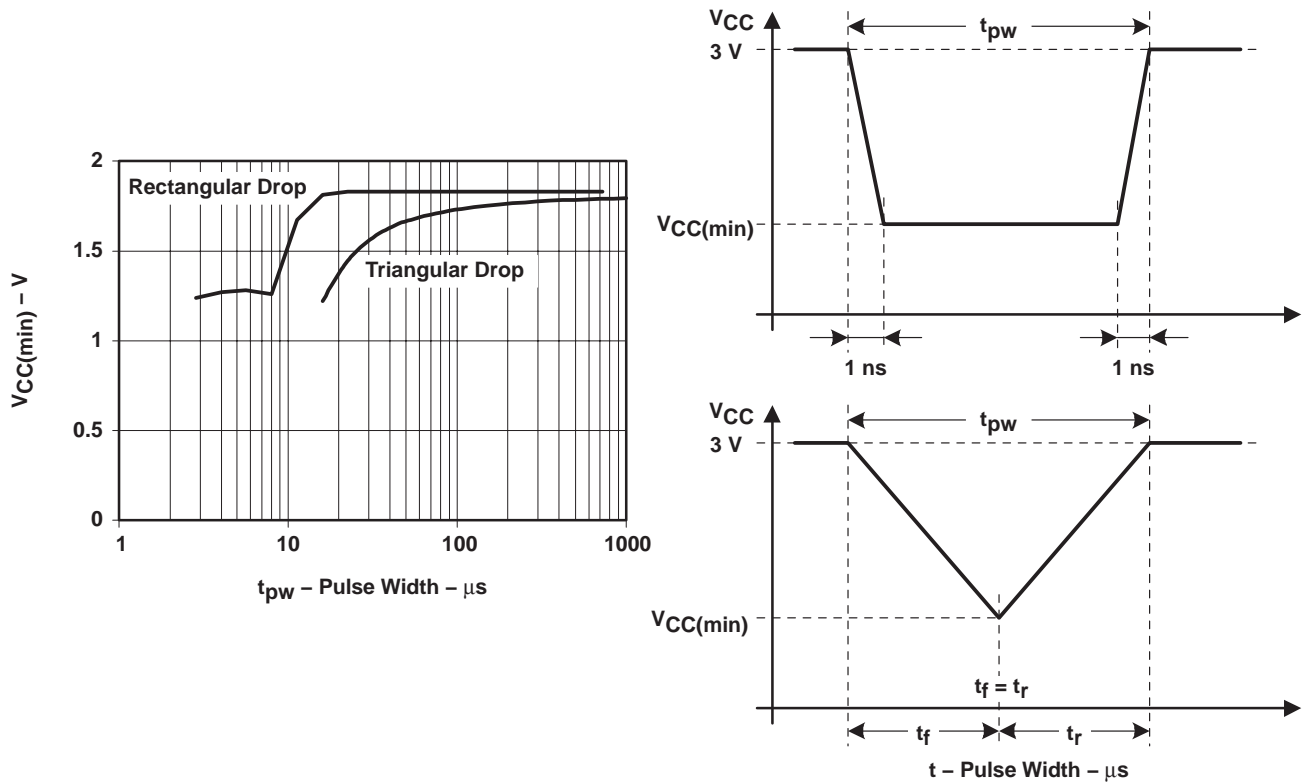 2
1.5
1
0.5
0
VCC(min) – V
Rectangular Drop
Triangular Drop
1
10
100
1000
tpw – Pulse Width – μs
VCC
3 V
tpw
VCC(min)
1 ns
1 ns
VCC
3 V
tpw
VCC(min)
tf = tr
tf
tr
t – Pulse Width – μs